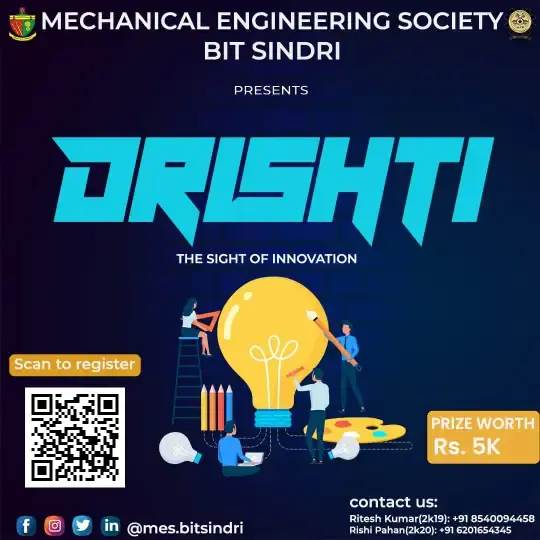 MECHANICAL ENGINEERING SOCIETY
BIT SINDRI
PRESENTS
DRISHTI
THE SIGHT OF INNOVATION
Scan to register
PRIZE WORTH
Rs. 5K
contact us:
Ritesh Kumar(2k19): +91 8540094458
Rishi Pahan(2k20): +91 6201654345
@mes.bitsindri